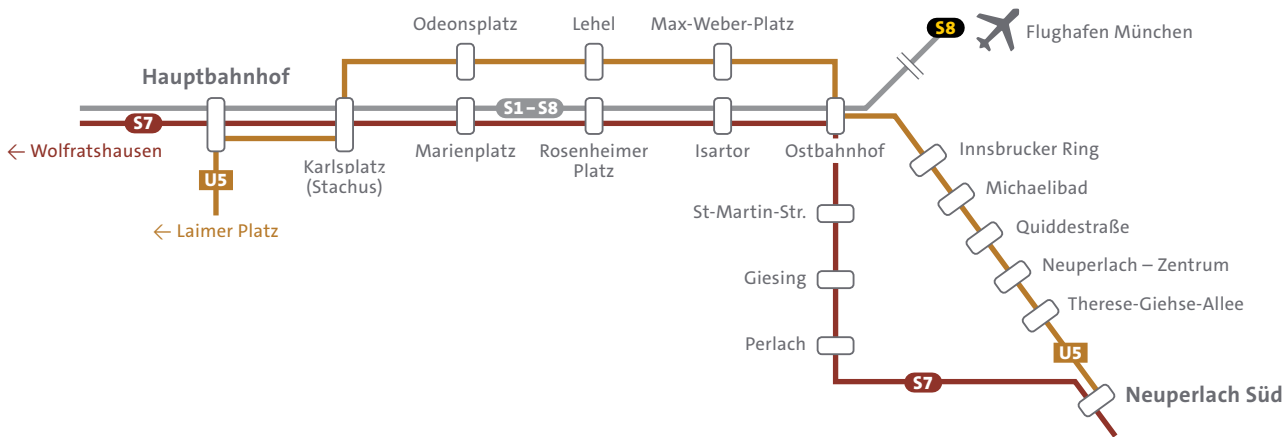 Odeonsplatz
Lehel
Max-Weber-Platz
S8
Flughafen München
Hauptbahnhof
S1–S8
S7
← Wolfratshausen
Karlsplatz
(Stachus)
Marienplatz
Rosenheimer
Platz
Isartor
Ostbahnhof
Innsbrucker Ring
U5
Michaelibad
← Laimer Platz
St-Martin-Str.
Quiddestraße
Neuperlach – Zentrum
Giesing
Therese-Giehse-Allee
Perlach
U5
S7
Neuperlach Süd